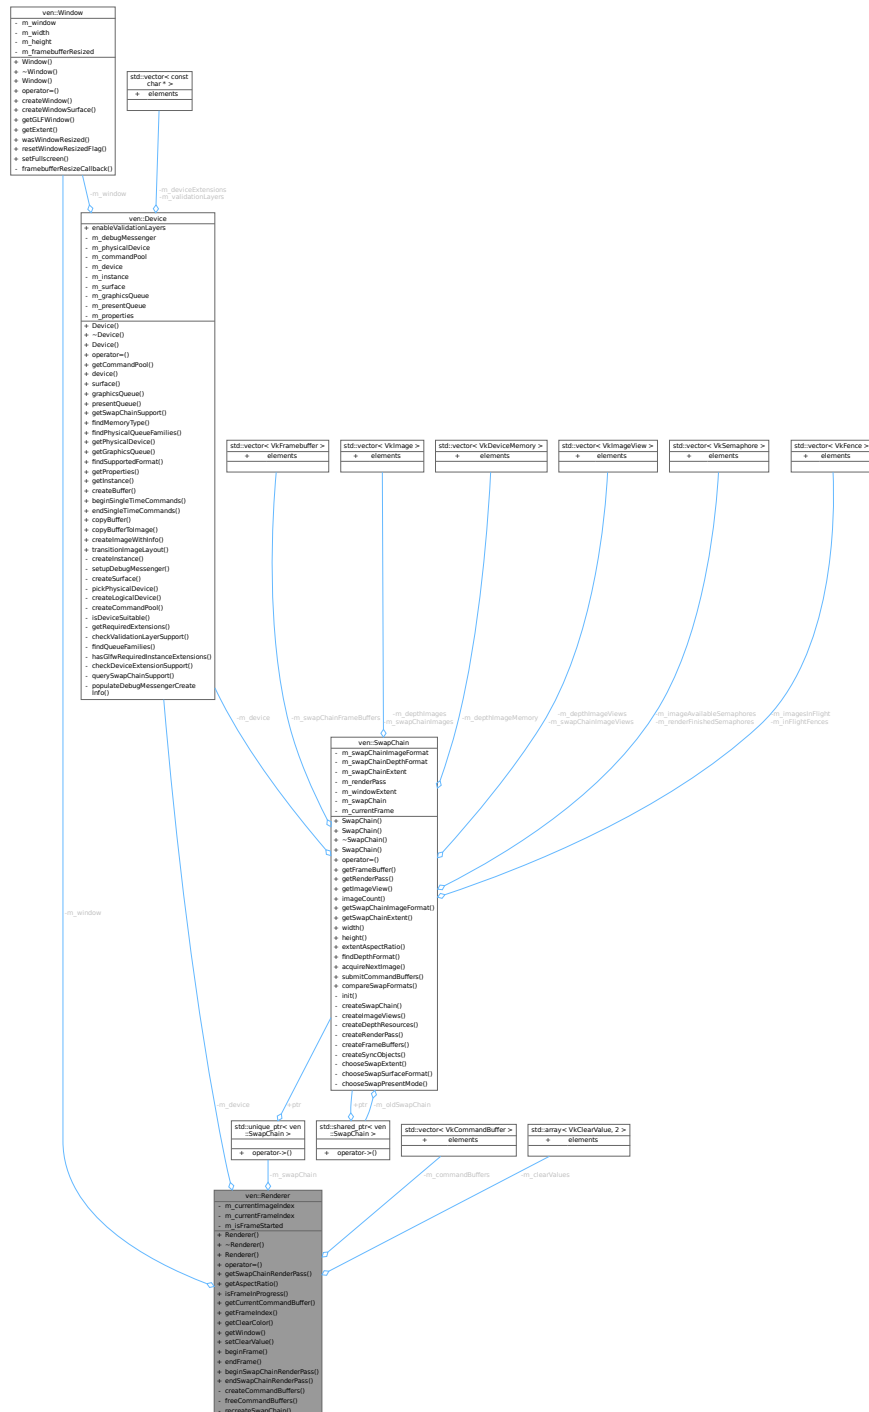 ven::Window
- m_window
- m_width
- m_height
- m_framebufferResized
+ Window()
+ ~Window()
+ Window()
+ operator=()
+ createWindow()
+ createWindowSurface()
+ getGLFWindow()
+ getExtent()
+ wasWindowResized()
+ resetWindowResizedFlag()
+ setFullscreen()
- framebufferResizeCallback()
std::vector< const
char * >
+ elements
-m_window
-m_deviceExtensions
-m_validationLayers
ven::Device
+ enableValidationLayers
- m_debugMessenger
- m_physicalDevice
- m_commandPool
- m_device
- m_instance
- m_surface
- m_graphicsQueue
- m_presentQueue
- m_properties
+ Device()
+ ~Device()
+ Device()
+ operator=()
+ getCommandPool()
+ device()
+ surface()
+ graphicsQueue()
+ presentQueue()
+ getSwapChainSupport()
+ findMemoryType()
+ findPhysicalQueueFamilies()
+ getPhysicalDevice()
+ getGraphicsQueue()
+ findSupportedFormat()
+ getProperties()
+ getInstance()
+ createBuffer()
+ beginSingleTimeCommands()
+ endSingleTimeCommands()
+ copyBuffer()
+ copyBufferToImage()
+ createImageWithInfo()
+ transitionImageLayout()
- createInstance()
- setupDebugMessenger()
- createSurface()
- pickPhysicalDevice()
- createLogicalDevice()
- createCommandPool()
- isDeviceSuitable()
- getRequiredExtensions()
- checkValidationLayerSupport()
- findQueueFamilies()
- hasGlfwRequiredInstanceExtensions()
- checkDeviceExtensionSupport()
- querySwapChainSupport()
- populateDebugMessengerCreate
Info()
std::vector< VkFramebuffer >
+ elements
std::vector< VkImage >
+ elements
std::vector< VkDeviceMemory >
+ elements
std::vector< VkImageView >
+ elements
std::vector< VkSemaphore >
+ elements
std::vector< VkFence >
+ elements
-m_device
-m_swapChainFrameBuffers
-m_depthImages
-m_swapChainImages
-m_depthImageMemory
-m_depthImageViews
-m_swapChainImageViews
-m_imageAvailableSemaphores
-m_renderFinishedSemaphores
-m_imagesInFlight
-m_inFlightFences
ven::SwapChain
- m_swapChainImageFormat
- m_swapChainDepthFormat
- m_swapChainExtent
- m_renderPass
- m_windowExtent
- m_swapChain
- m_currentFrame
+ SwapChain()
+ SwapChain()
+ ~SwapChain()
+ SwapChain()
+ operator=()
+ getFrameBuffer()
+ getRenderPass()
+ getImageView()
+ imageCount()
+ getSwapChainImageFormat()
+ getSwapChainExtent()
+ width()
+ height()
+ extentAspectRatio()
+ findDepthFormat()
+ acquireNextImage()
+ submitCommandBuffers()
+ compareSwapFormats()
- init()
- createSwapChain()
- createImageViews()
- createDepthResources()
- createRenderPass()
- createFrameBuffers()
- createSyncObjects()
- chooseSwapExtent()
- chooseSwapSurfaceFormat()
- chooseSwapPresentMode()
-m_window
-m_device
+ptr
+ptr
-m_oldSwapChain
std::unique_ptr< ven
::SwapChain >
+ operator->()
std::shared_ptr< ven
::SwapChain >
+ operator->()
std::vector< VkCommandBuffer >
+ elements
std::array< VkClearValue, 2 >
+ elements
-m_swapChain
-m_commandBuffers
-m_clearValues
ven::Renderer
- m_currentImageIndex
- m_currentFrameIndex
- m_isFrameStarted
+ Renderer()
+ ~Renderer()
+ Renderer()
+ operator=()
+ getSwapChainRenderPass()
+ getAspectRatio()
+ isFrameInProgress()
+ getCurrentCommandBuffer()
+ getFrameIndex()
+ getClearColor()
+ getWindow()
+ setClearValue()
+ beginFrame()
+ endFrame()
+ beginSwapChainRenderPass()
+ endSwapChainRenderPass()
- createCommandBuffers()
- freeCommandBuffers()
- recreateSwapChain()